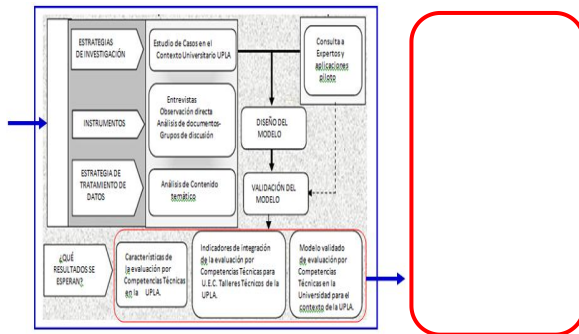 ESTRATEGIAS
DE INVESTIGACIÓN
Estudio de Casos en el
Contexto Universitario UPLA
Consulta a
Expertos y
aplicaciones
piloto
INSTRUMENTOS
Entrevistas
Observación directa
Análisis de documentos-
Grupos de discusión
DISEÑO DEL
MODELO
ESTRATEGIA DE
TRATAMIENTO DE
DATOS
Análisis de Contenido
temático
VALIDACIÓN DEL
MODELO
¿QUÉ
RESULTADOS SE
ESPERAN?
Características de
la evaluación por
Competencias Técnicas
en la UPLA.
Indicadores de integración
de la evaluación por
Competencias Técnicas para
U.E.C. Talleres Técnicos de la
UPLA.
Modelo validado
de evaluación por
Competencias
Técnicas en la
Universidad para el
contexto de la UPLA.